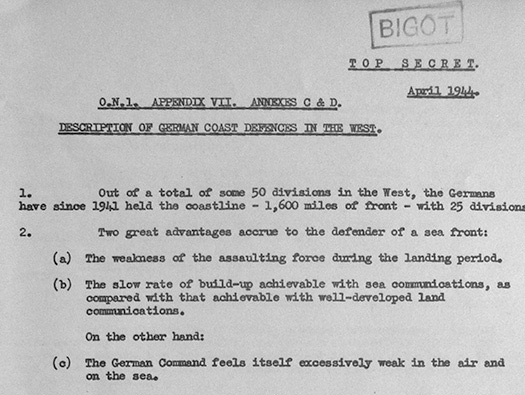 BIGOT
TOP SECRET.
April 1944.
O.N.1. APPENDIX VII. ANNEXES C & D.
DESCRIPTION OF GERMAN COAST DEFENCES IN THE WEST.
1. Out of a total of some 50 divisions in the West, the Germans
have since 1941 held the coastline - 1,600 miles of front - with 25 divisions
2. Two great advantages accrue to the defender of a sea front:
(a) The weakness of the assaulting force during the landing period.
(b) The slow rate of build-up achievable with sea communications, as
compared with that achievable with well-developed land
communications.
On the other hand:
(c) The German Command feels itself excessively weak in the air and
on the sea.